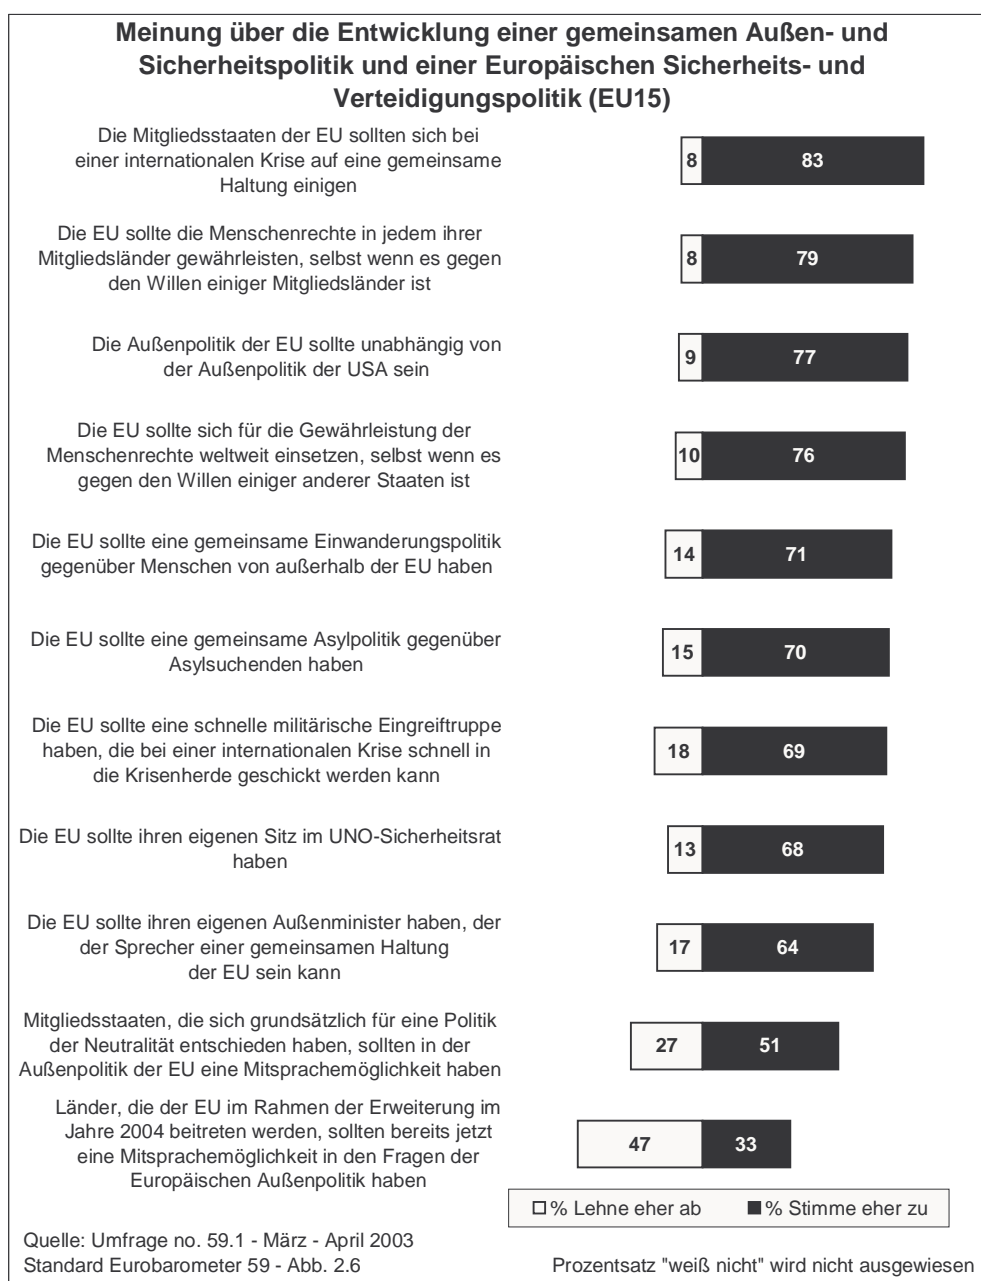 Meinung über die Entwicklung einer gemeinsamen Außen- und
Sicherheitspolitik und einer Europäischen Sicherheits- und
Verteidigungspolitik (EU15)
Die Mitgliedsstaaten der EU sollten sich bei
einer internationalen Krise auf eine gemeinsame
Haltung einigen
8 83
Die EU sollte die Menschenrechte in jedem ihrer
Mitgliedsländer gewährleisten, selbst wenn es gegen
den Willen einiger Mitgliedsländer ist
8 79
Die Außenpolitik der EU sollte unabhängig von
der Außenpolitik der USA sein
9 77
Die EU sollte sich für die Gewährleistung der
Menschenrechte weltweit einsetzen, selbst wenn es
gegen den Willen einiger anderer Staaten ist
10 76
Die EU sollte eine gemeinsame Einwanderungspolitik
gegenüber Menschen von außerhalb der EU haben
14 71
Die EU sollte eine gemeinsame Asylpolitik gegenüber
Asylsuchenden haben
15 70
Die EU sollte eine schnelle militärische Eingreiftruppe
haben, die bei einer internationalen Krise schnell in
die Krisenherde geschickt werden kann
18 69
Die EU sollte ihren eigenen Sitz im UNO-Sicherheitsrat
haben
13 68
Die EU sollte ihren eigenen Außenminister haben, der
der Sprecher einer gemeinsamen Haltung
der EU sein kann
17 64
Mitgliedsstaaten, die sich grundsätzlich für eine Politik
der Neutralität entschieden haben, sollten in der
Außenpolitik der EU eine Mitsprachemöglichkeit haben
27 51
Länder, die der EU im Rahmen der Erweiterung im
Jahre 2004 beitreten werden, sollten bereits jetzt
eine Mitsprachemöglichkeit in den Fragen der
Europäischen Außenpolitik haben
47 33
% Lehne eher ab % Stimme eher zu
Quelle: Umfrage no. 59.1 - März - April 2003
Standard Eurobarometer 59 - Abb. 2.6
Prozentsatz "weiß nicht" wird nicht ausgewiesen